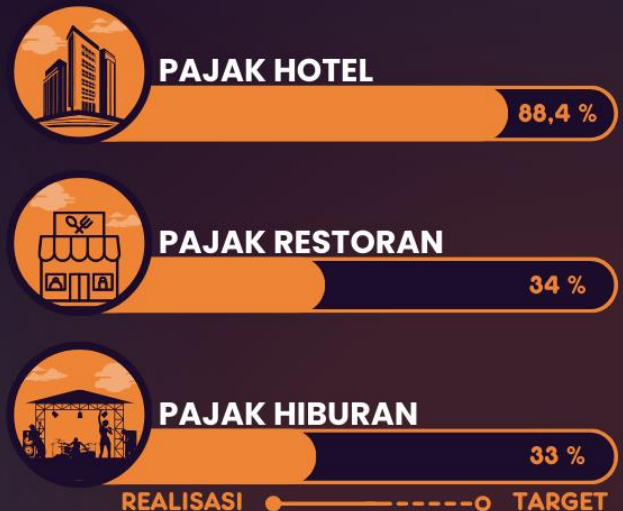 PAJAK HOTEL
88,4 %
PAJAK RESTORAN
34 %
PAJAK HIBURAN
33 %
REALISASI TARGET